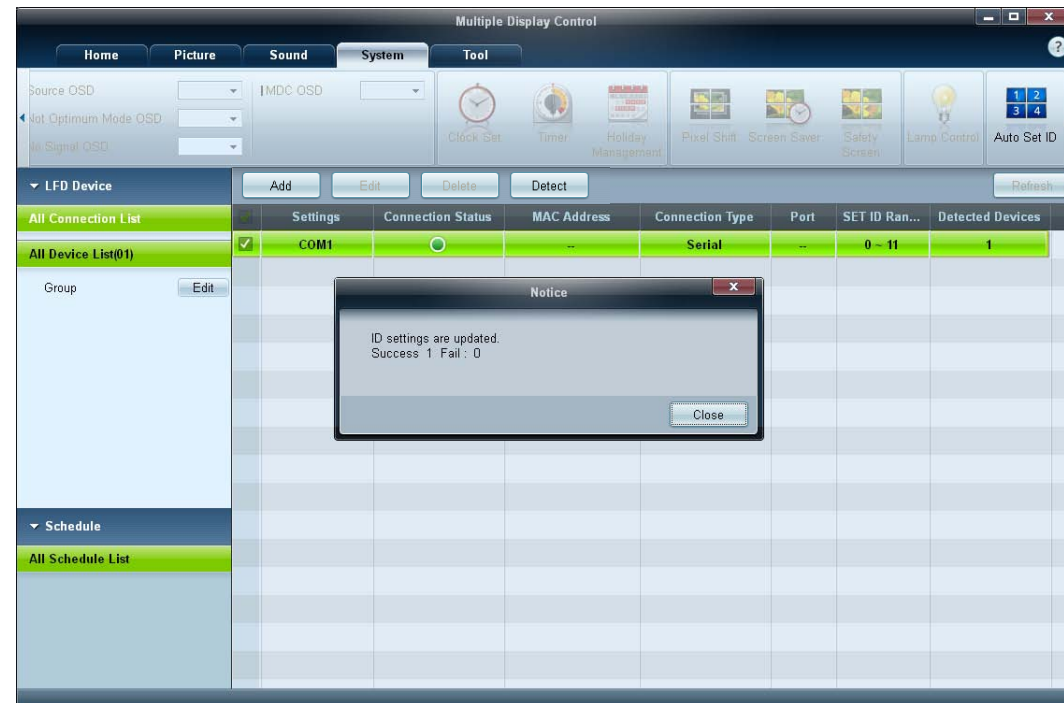 Multiple Display Control
Home Picture Sound System Tool
?
Source OSD
MDC OSD
Not Optimum Mode OSD
No Signal OSD
Clock Set
Timer
Holiday
Management
Pixel Shift
Screen Saver
Safety
Screen
Lamp Control
1 2
3 4
Auto Set ID
LFD Device
Add Edit Delete Detect Refresh
All Connection List
Settings Connection Status MAC Address Connection Type Port SET ID Ran... Detected Devices
COM1 -- Serial -- 0 ~ 11 1
All Device List(01)
Group Edit
Notice
ID settings are updated.
Success 1 Fail : 0
Close
Schedule
All Schedule List